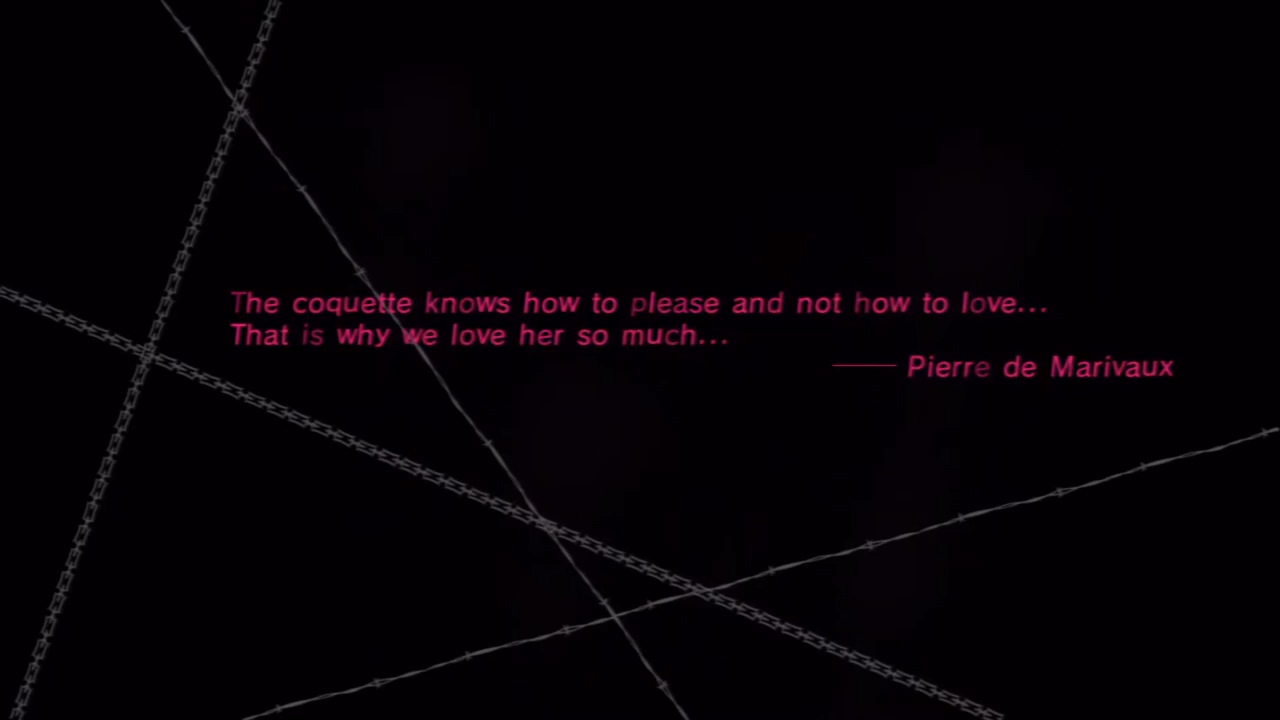 The coquette knows how to please and not how to love...
That is why we love her so much...
—— Pierre de Marivaux